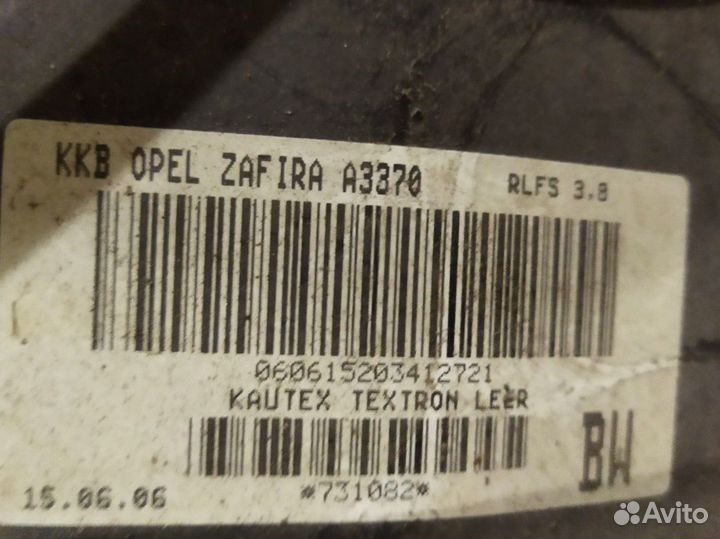 KKB OPEL ZAFIRA A3370 RLFS 3.8
060615203412721
KAUTEX TEXTRON LEER
BW
15.06.06 *731082*
Avito